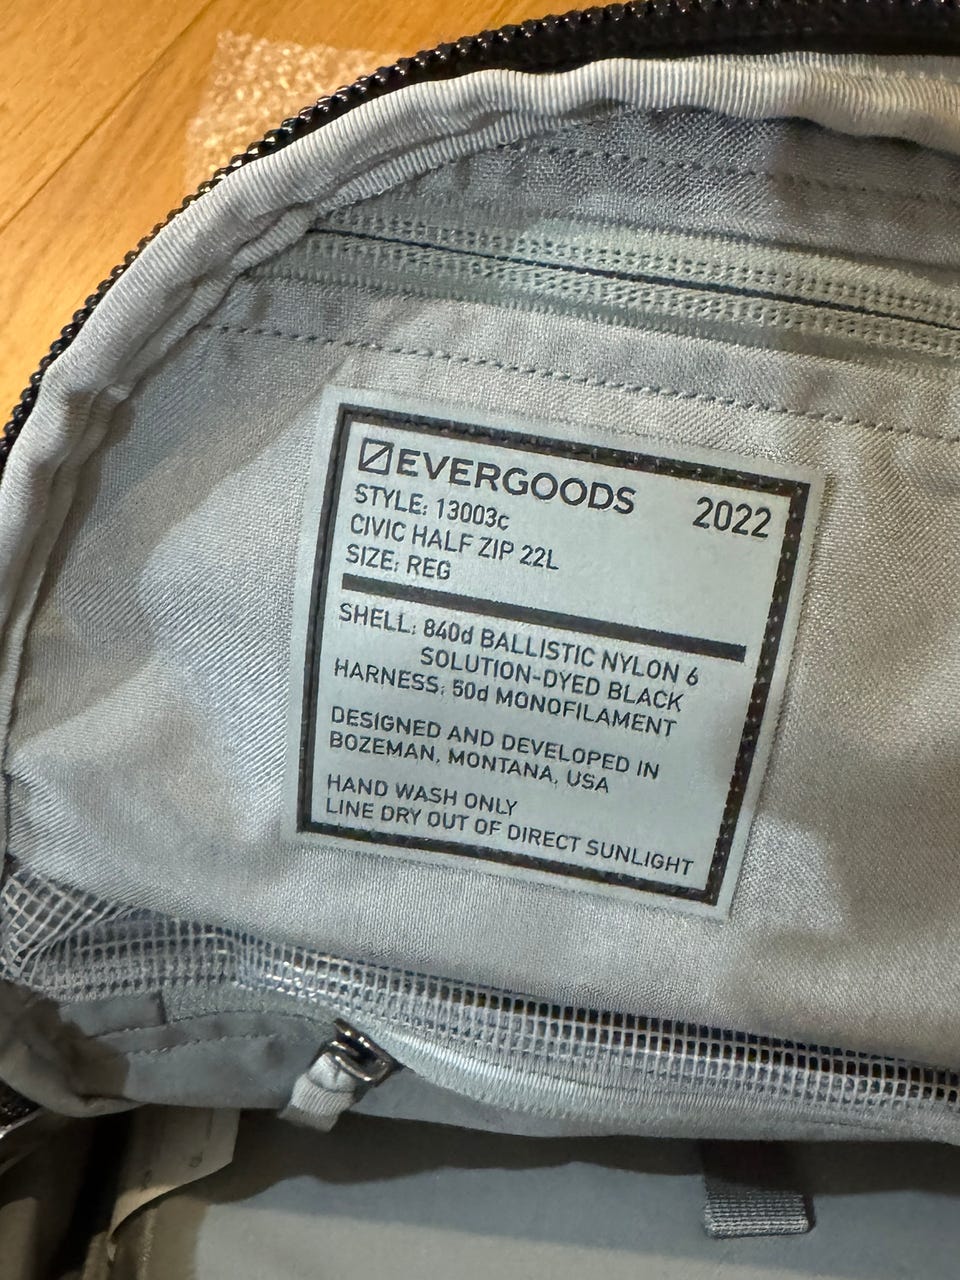 EVERGOODS 2022
STYLE: 13003c
CIVIC HALF ZIP 22L
SIZE: REG
SHELL: 840d BALLISTIC NYLON 6
SOLUTION-DYED BLACK
HARNESS: 50d MONOFILAMENT
DESIGNED AND DEVELOPED IN
BOZEMAN, MONTANA, USA
HAND WASH ONLY
LINE DRY OUT OF DIRECT SUNLIGHT